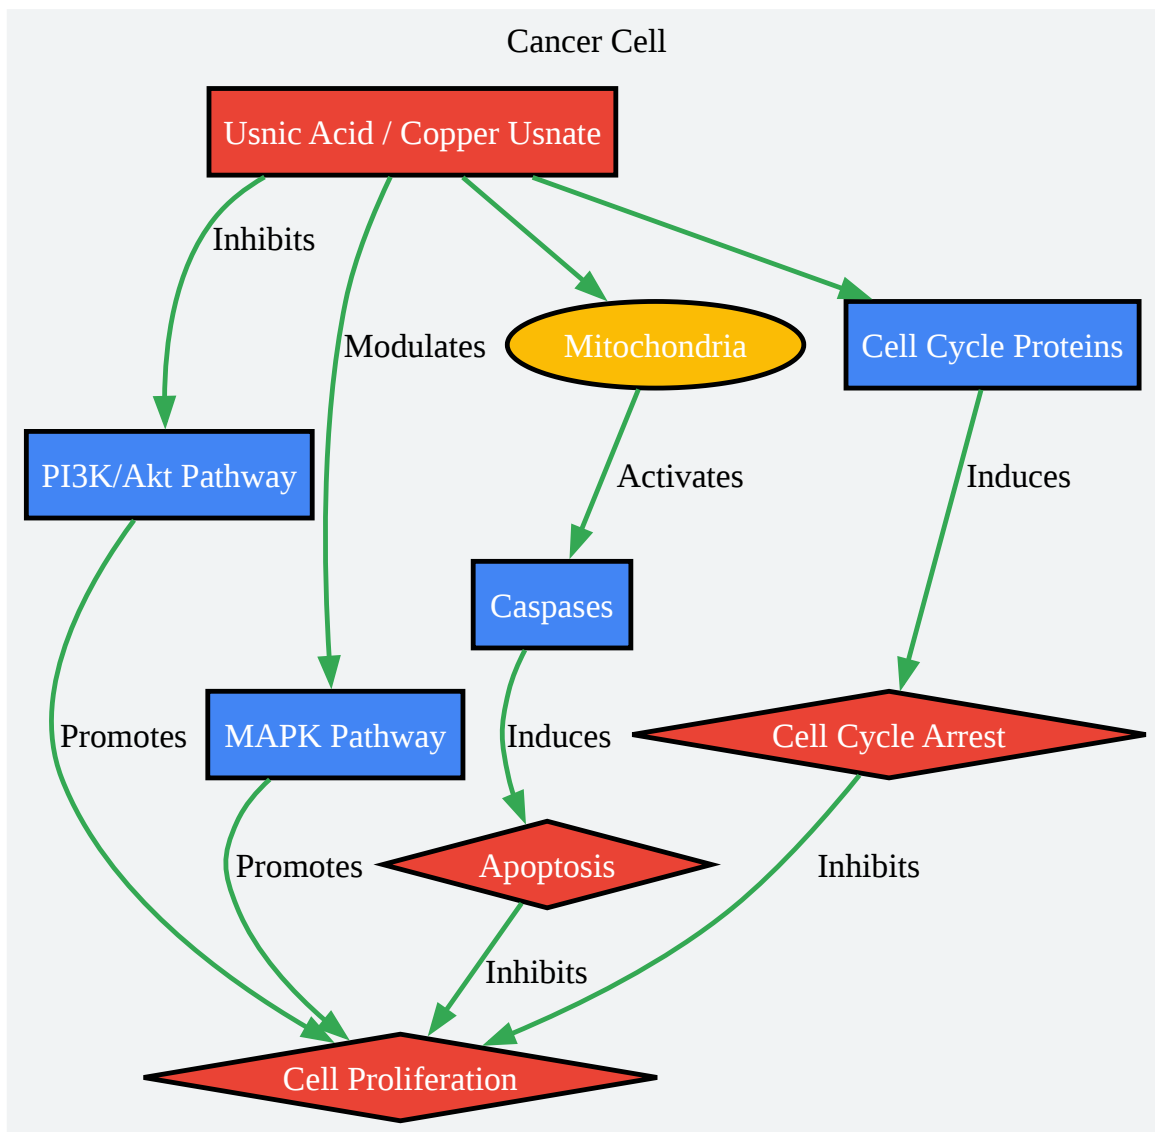 Cancer Cell
Usnic Acid / Copper Usnate
Inhibits
Modulates
Mitochondria
Cell Cycle Proteins
PI3K/Akt Pathway
Activates
Induces
Caspases
Promotes
MAPK Pathway
Induces
Cell Cycle Arrest
Promotes
Apoptosis
Inhibits
Inhibits
Cell Proliferation